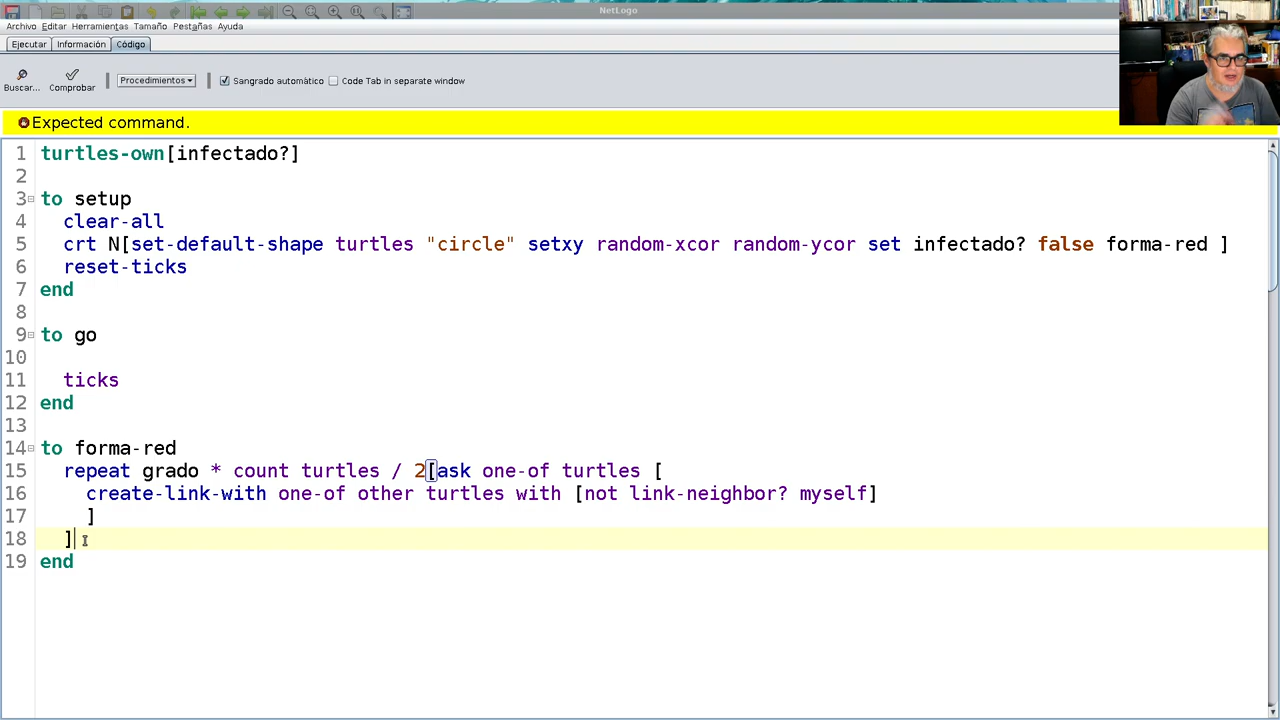 NetLogo
Archivo Editar Herramientas Tamaño Pestañas Ayuda
Ejecutar Información Código
Buscar... Comprobar Procedimientos Sangrado automático Code Tab in separate window
Expected command.
1 turtles-own[infectado?]
2
3 to setup
4 clear-all
5 crt N[set-default-shape turtles "circle" setxy random-xcor random-ycor set infectado? false forma-red ]
6 reset-ticks
7 end
8
9 to go
10
11 ticks
12 end
13
14 to forma-red
15 repeat grado * count turtles / 2[ask one-of turtles [
16 create-link-with one-of other turtles with [not link-neighbor? myself]
17 ]
18 ]
19 end